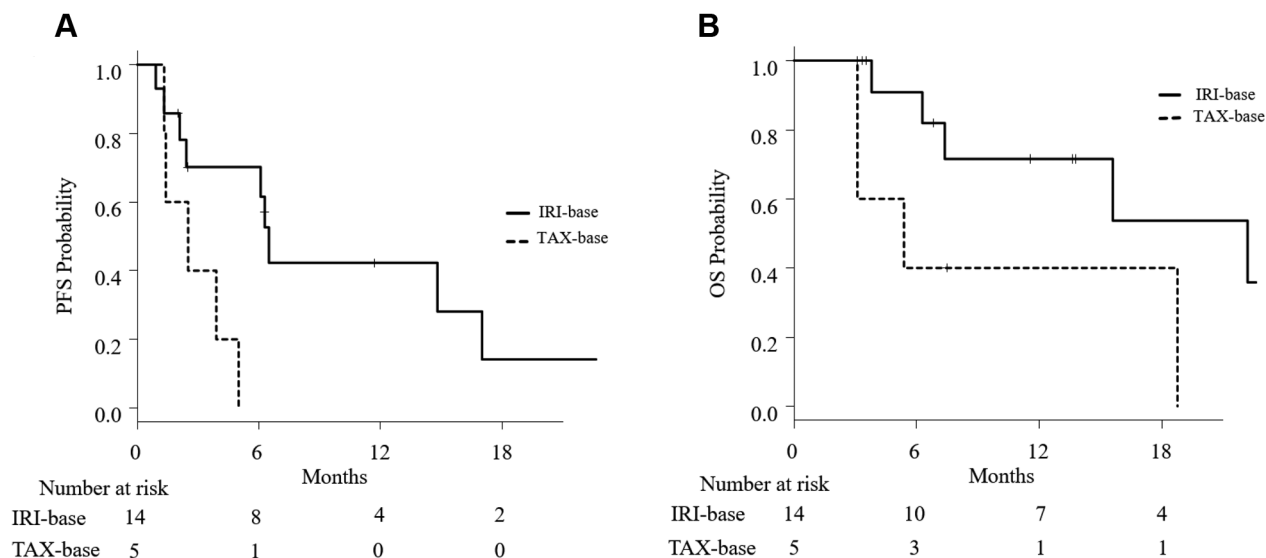 A
1.0
0.8
0.6
0.4
0.2
0.0
PFS Probability
IRI-base
TAX-base
0 6 12 18
Months
Number at risk
IRI-base 14 8 4 2
TAX-base 5 1 0 0
B
1.0
0.8
0.6
0.4
0.2
0.0
OS Probability
IRI-base
TAX-base
0 6 12 18
Months
Number at risk
IRI-base 14 10 7 4
TAX-base 5 3 1 1